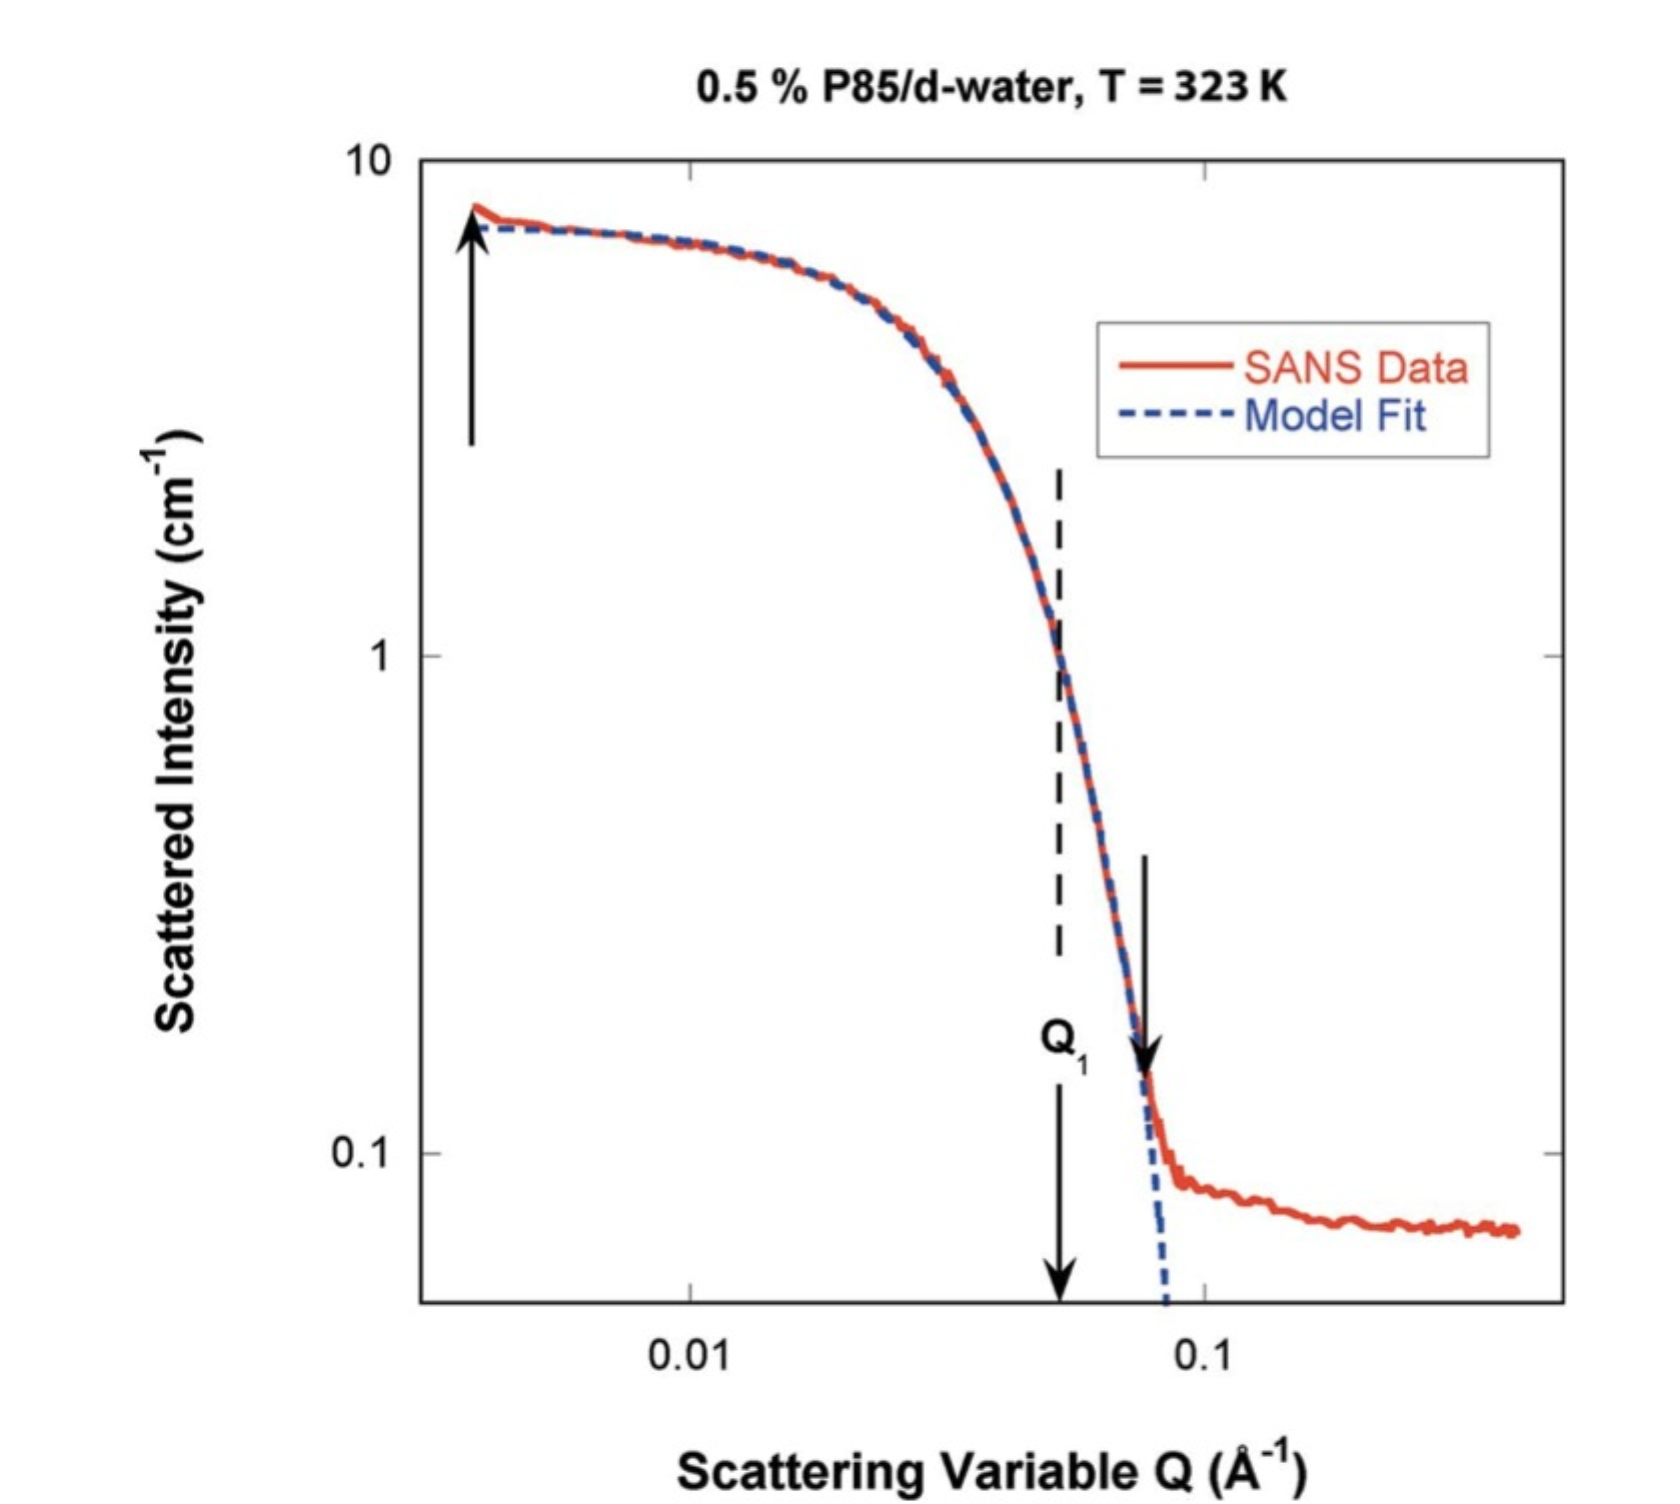 0.5 % P85/d-water, T = 323 K
10
SANS Data
Model Fit
Scattered Intensity (cm⁻¹)
1
Q₁
0.1
0.01
0.1
Scattering Variable Q (Å⁻¹)